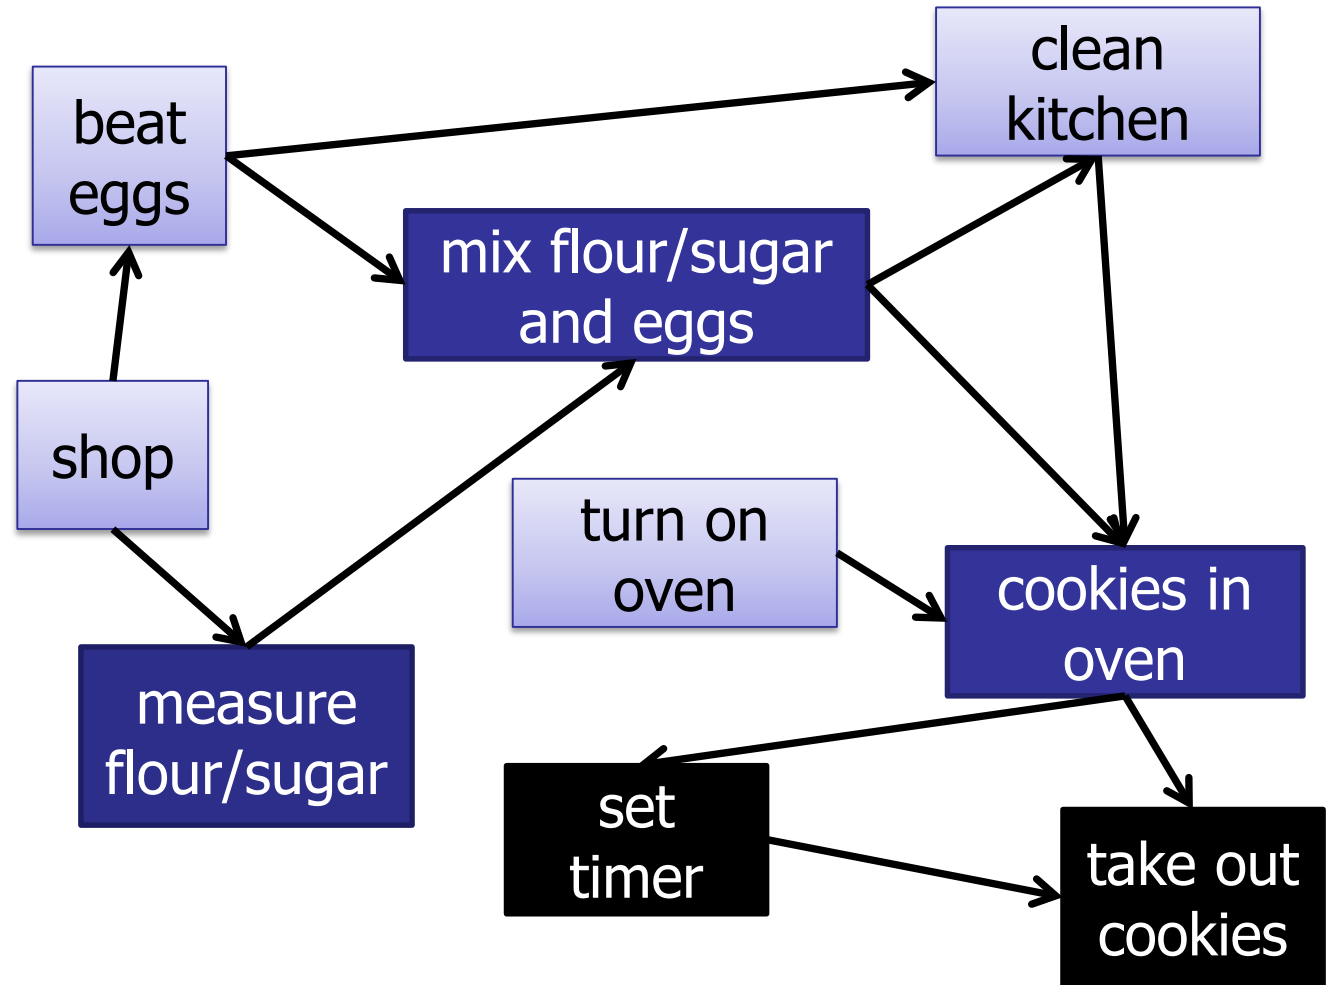 clean
kitchen
beat
eggs
mix flour/sugar
and eggs
shop
turn on
oven
cookies in
oven
measure
flour/sugar
set
timer
take out
cookies